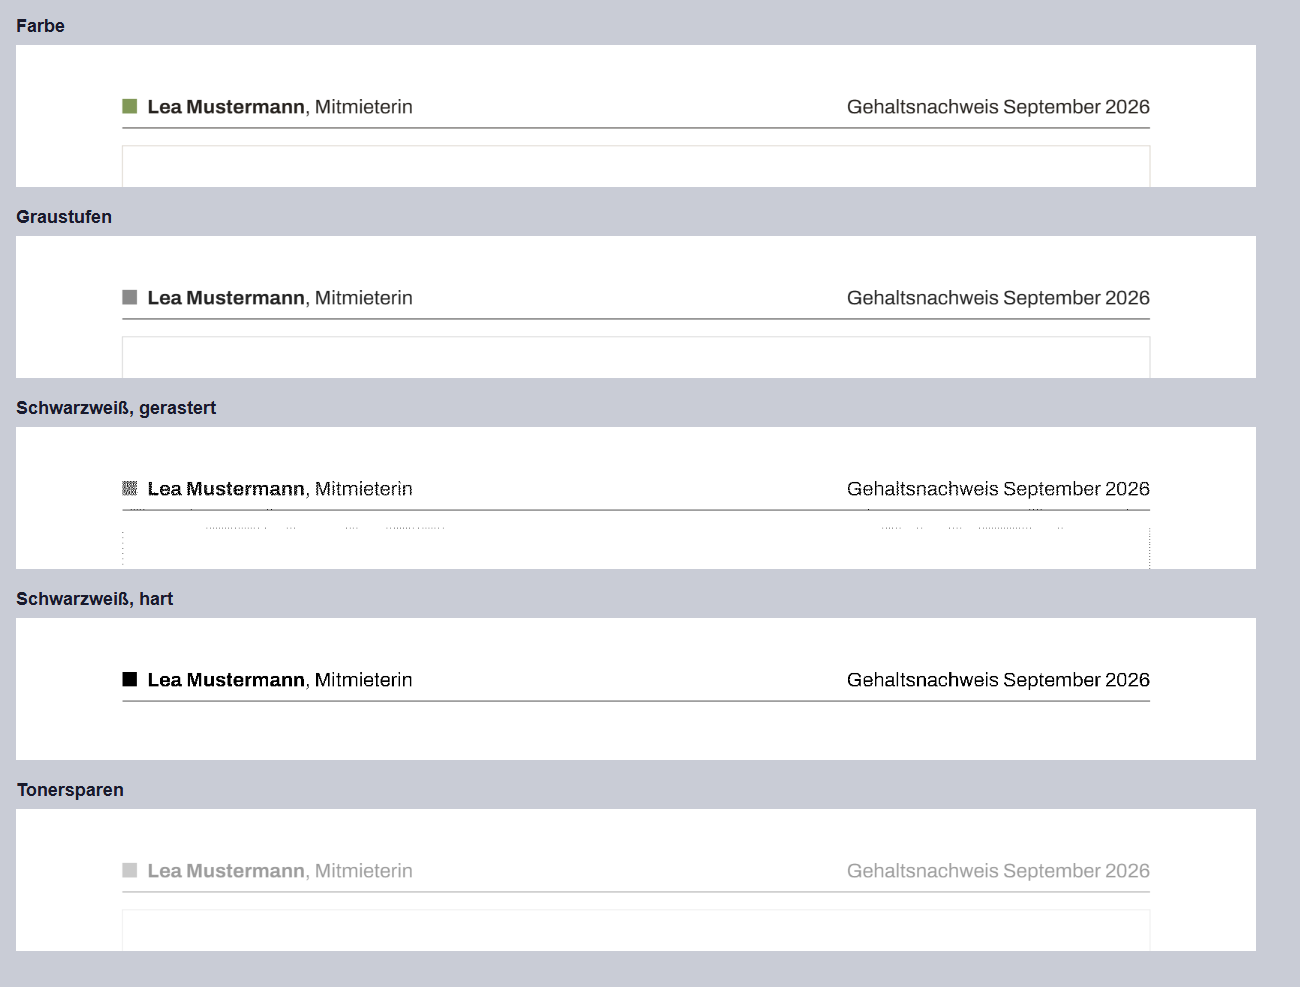 Farbe
Lea Mustermann, Mitmieterin Gehaltsnachweis September 2026
Graustufen
Lea Mustermann, Mitmieterin Gehaltsnachweis September 2026
Schwarzweiß, gerastert
Lea Mustermann, Mitmieterin Gehaltsnachweis September 2026
Schwarzweiß, hart
Lea Mustermann, Mitmieterin Gehaltsnachweis September 2026
Tonersparen
Lea Mustermann, Mitmieterin Gehaltsnachweis September 2026